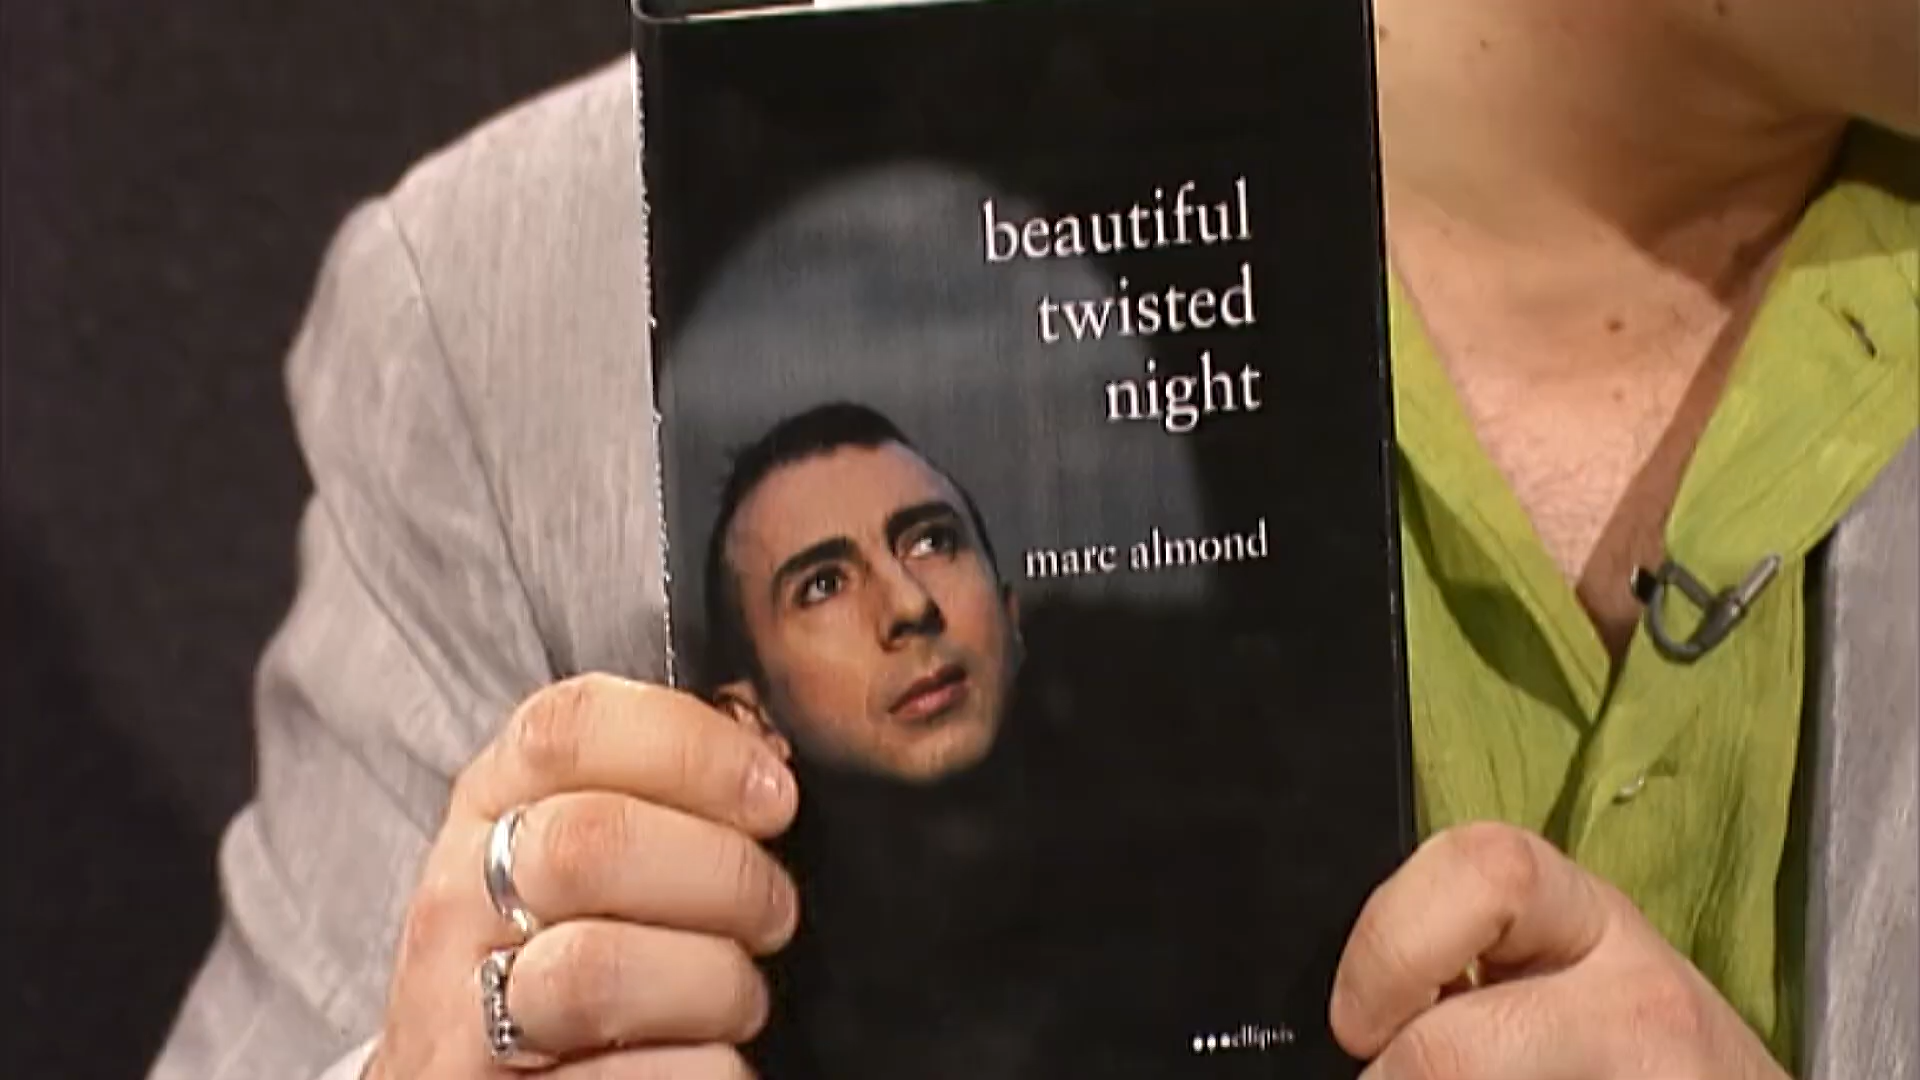 beautiful
twisted
night
marc almond
ellipsis